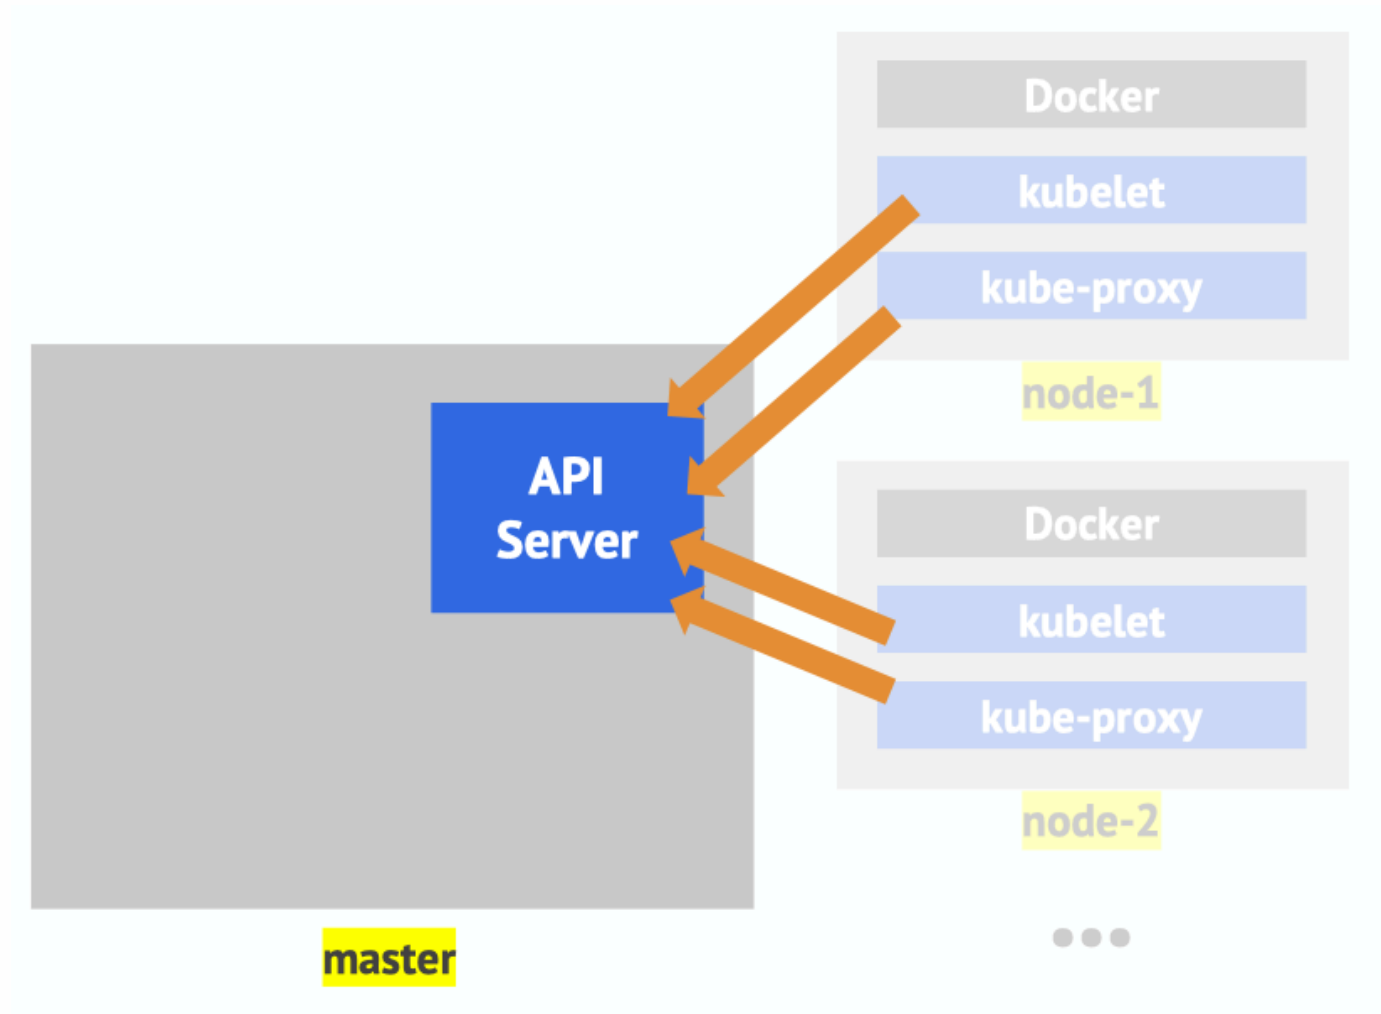 Docker
kubelet
kube-proxy
node-1
API
Server
Docker
kubelet
kube-proxy
node-2
master